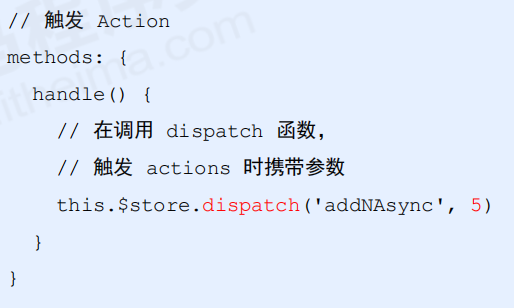 // 触发 Action
methods: {
  handle() {
    // 在调用 dispatch 函数，
    // 触发 actions 时携带参数
    this.$store.dispatch('addNAsync', 5)
  }
}